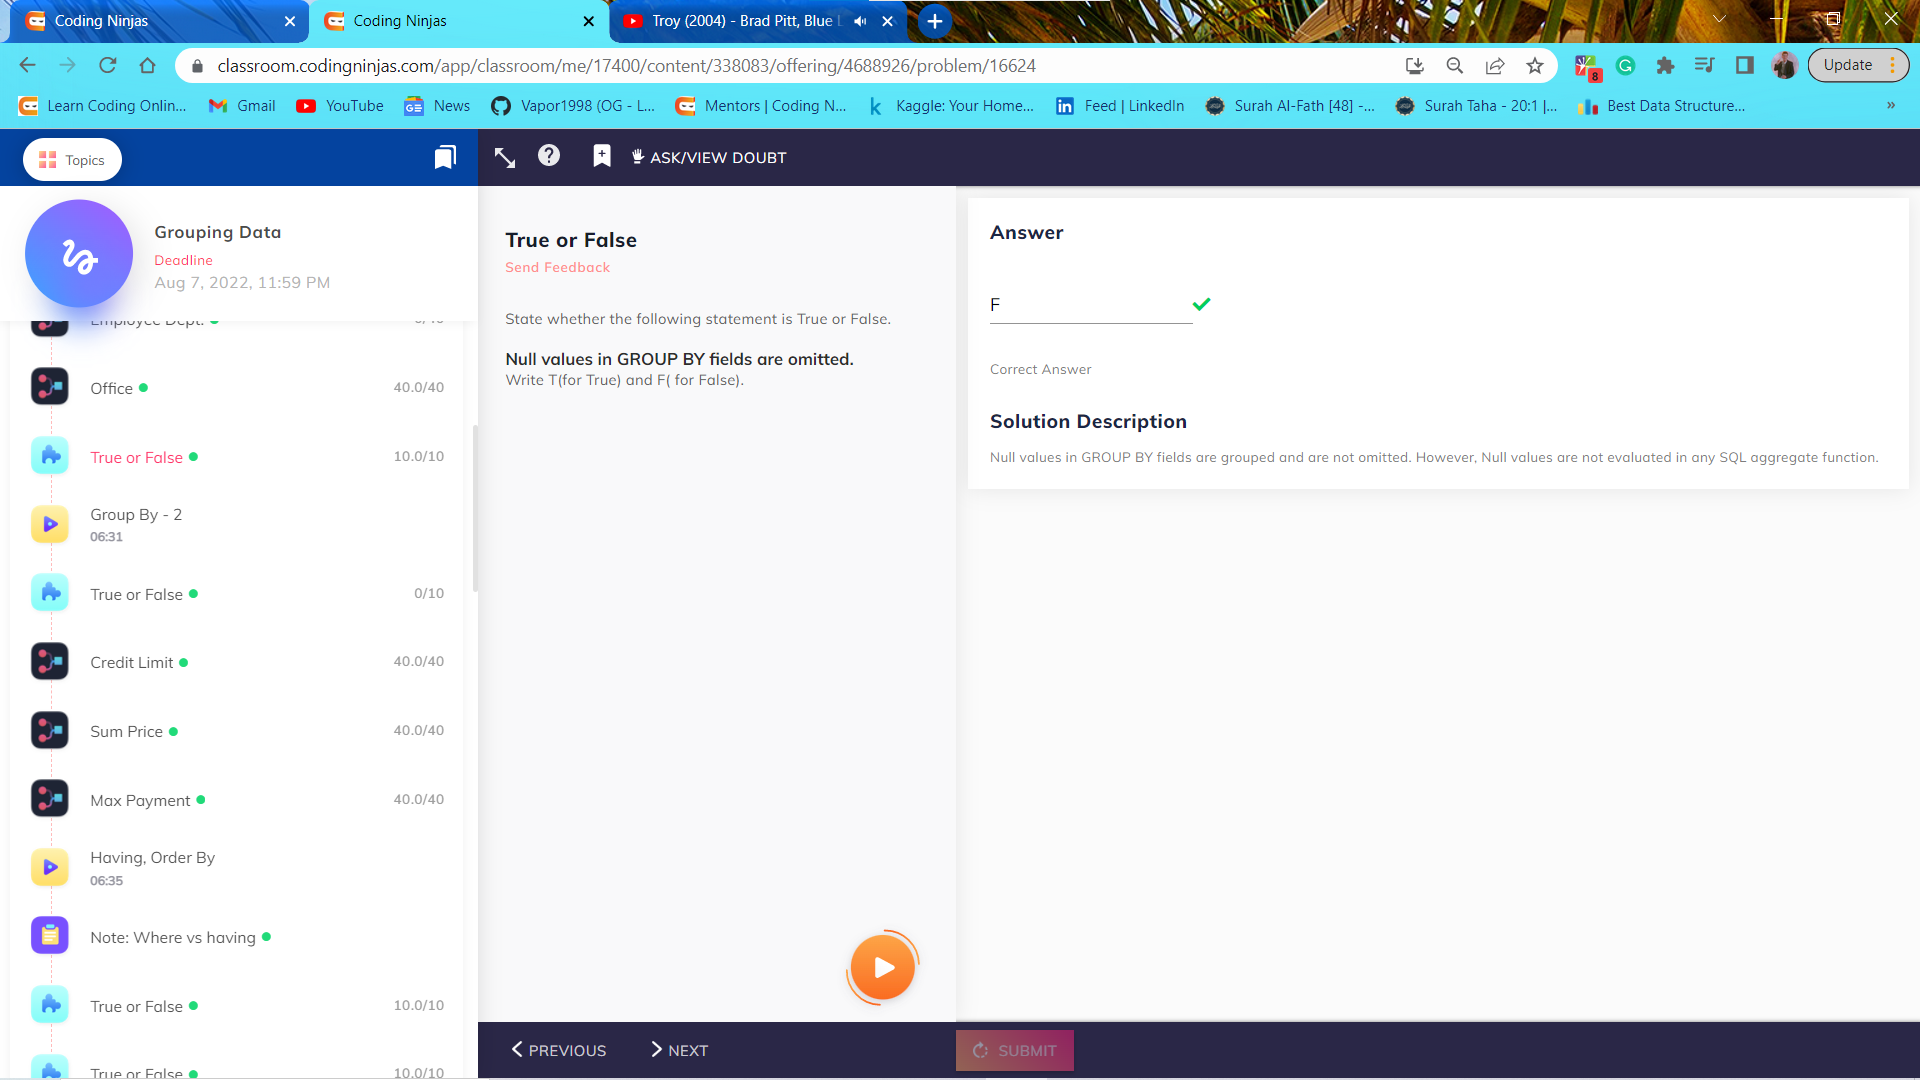 Coding Ninjas
Coding Ninjas
Troy (2004) - Brad Pitt, Blue
classroom.codingninjas.com/app/classroom/me/17400/content/338083/offering/4688926/problem/16624
8
Update
Learn Coding Onlin...
Gmail
YouTube
News
Vapor1998 (OG - L...
Mentors | Coding N...
Kaggle: Your Home...
Feed | LinkedIn
Surah Al-Fath [48] -...
Surah Taha - 20:1 |...
Best Data Structure...
»
Topics
ASK/VIEW DOUBT
Grouping Data
Deadline
Aug 7, 2022, 11:59 PM
Employee Dept.
Office
40.0/40
True or False
10.0/10
Group By - 2
06:31
True or False
0/10
Credit Limit
40.0/40
Sum Price
40.0/40
Max Payment
40.0/40
Having, Order By
06:35
Note: Where vs having
True or False
10.0/10
True or False
10.0/10
True or False
Send Feedback
State whether the following statement is True or False.
Null values in GROUP BY fields are omitted.
Write T(for True) and F( for False).
Answer
F
Correct Answer
Solution Description
Null values in GROUP BY fields are grouped and are not omitted. However, Null values are not evaluated in any SQL aggregate function.
PREVIOUS
NEXT
SUBMIT